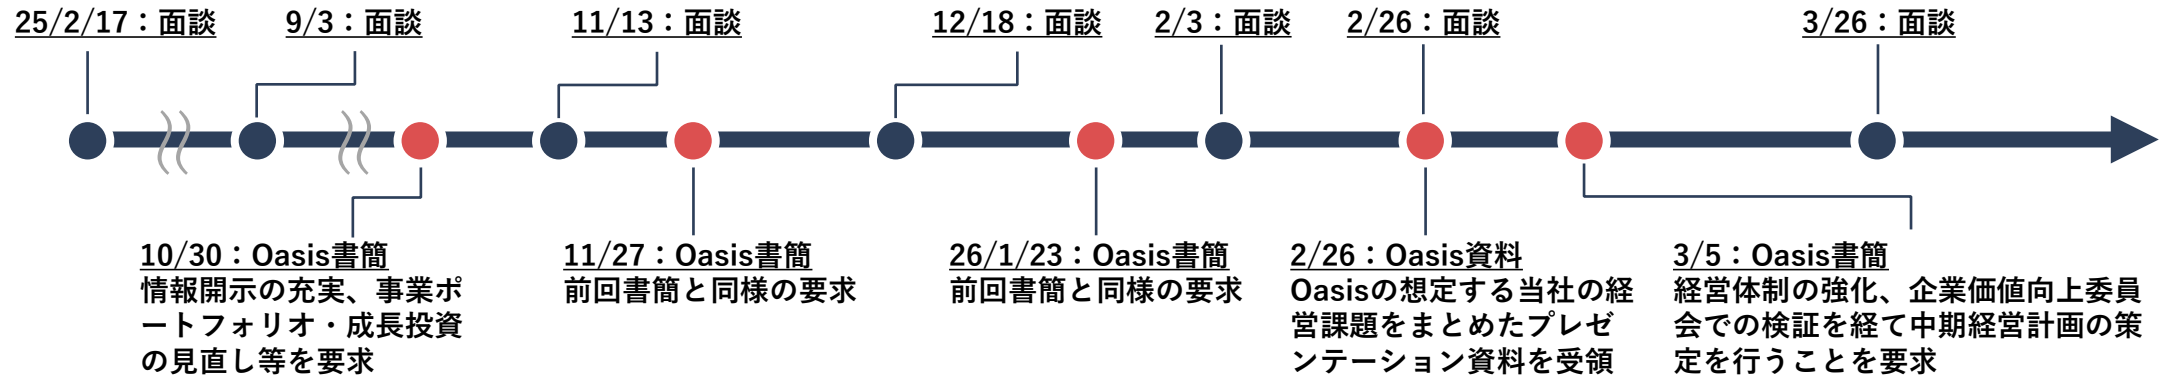 25/2/17：面談
9/3：面談
11/13：面談
12/18：面談
2/3：面談
2/26：面談
3/26：面談
10/30：Oasis書簡
情報開示の充実、事業ポ
ートフォリオ・成長投資
の見直し等を要求
11/27：Oasis書簡
前回書簡と同様の要求
26/1/23：Oasis書簡
前回書簡と同様の要求
2/26：Oasis資料
Oasisの想定する当社の経
営課題をまとめたプレゼ
ンテーション資料を受領
3/5：Oasis書簡
経営体制の強化、企業価値向上委員
会での検証を経て中期経営計画の策
定を行うことを要求